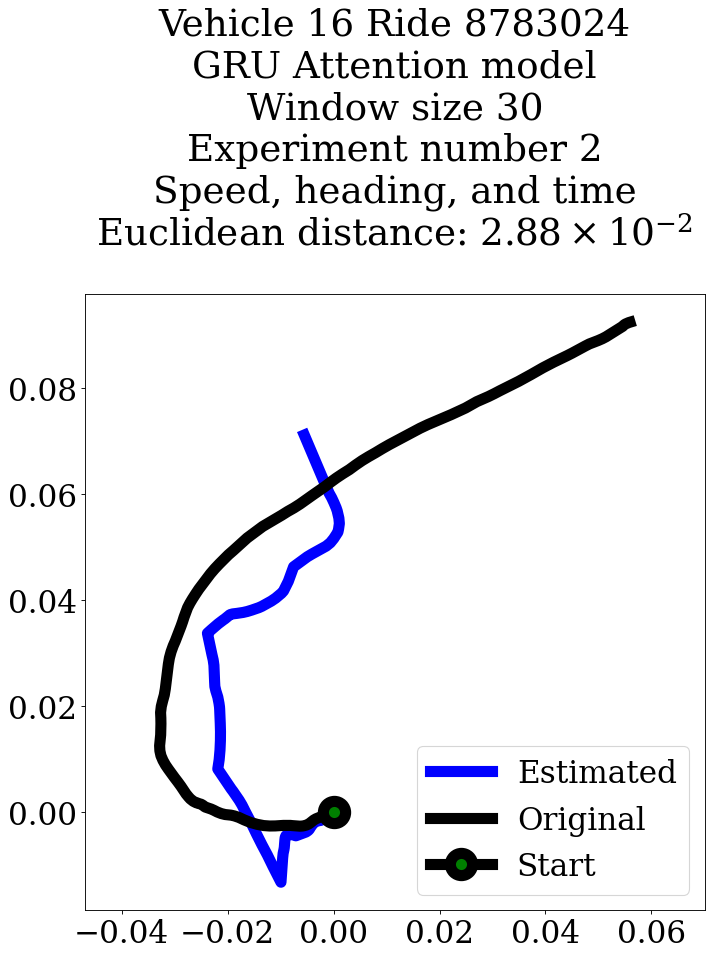 Vehicle 16 Ride 8783024
GRU Attention model
Window size 30
Experiment number 2
Speed, heading, and time
Euclidean distance: 2.88 × 10⁻²
0.08
0.06
0.04
0.02
0.00
Estimated
Original
Start
−0.04 −0.02 0.00 0.02 0.04 0.06